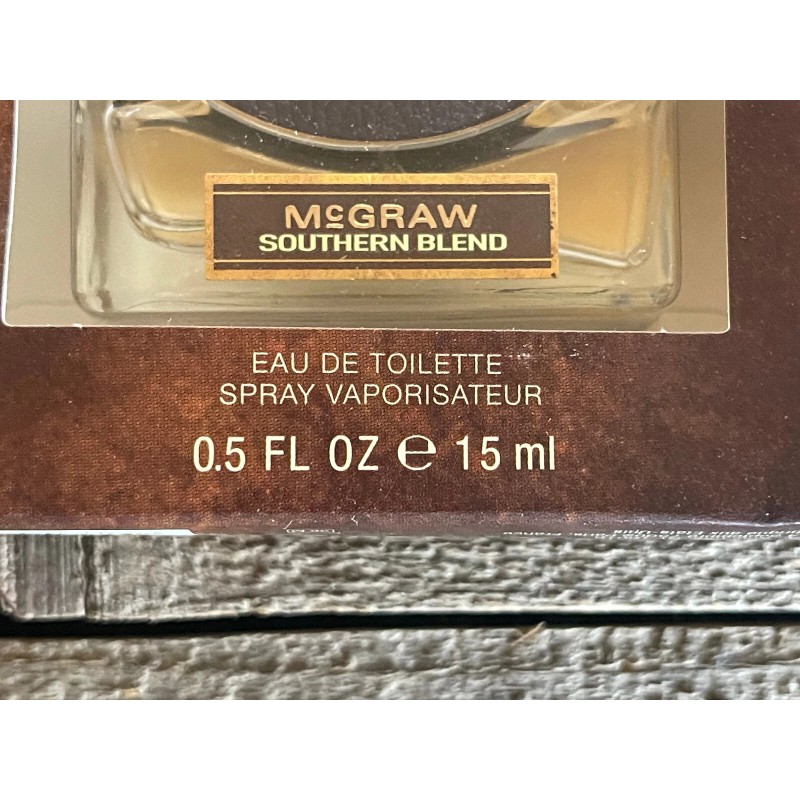 McGRAW
SOUTHERN BLEND
EAU DE TOILETTE
SPRAY VAPORISATEUR
0.5 FL OZ ℮ 15 ml